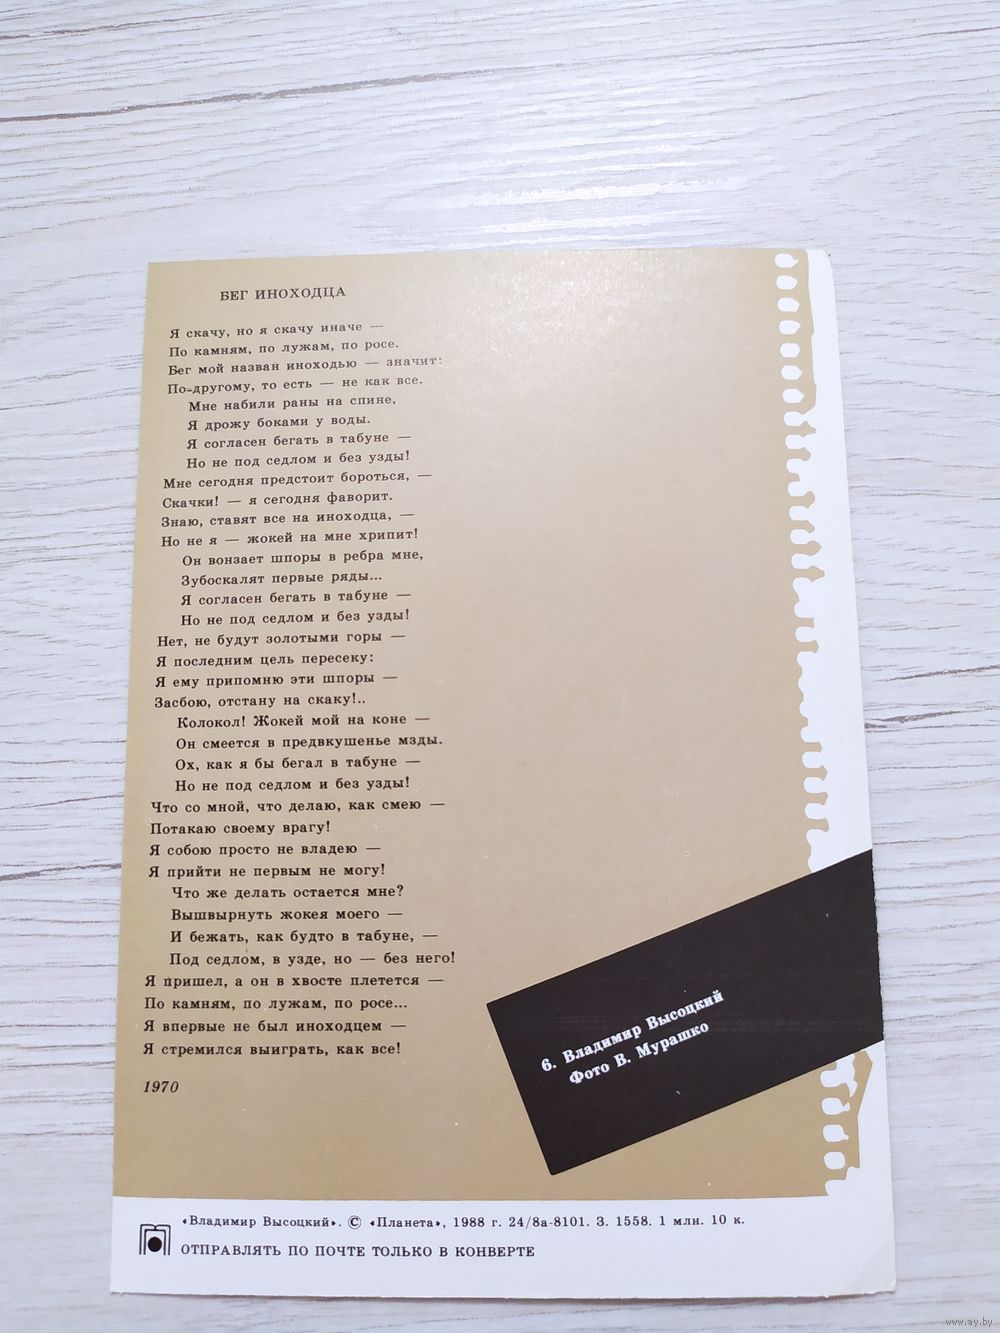 БЕГ ИНОХОДЦА
Я скачу, но я скачу иначе —
По камням, по лужам, по росе.
Бег мой назван иноходью — значит:
По-другому, то есть — не как все.
Мне набили раны на спине,
Я дрожу боками у воды.
Я согласен бегать в табуне —
Но не под седлом и без узды!
Мне сегодня предстоит бороться, —
Скачки! — я сегодня фаворит.
Знаю, ставят все на иноходца, —
Но не я — жокей на мне хрипит!
Он вонзает шпоры в ребра мне,
Зубоскалят первые ряды...
Я согласен бегать в табуне —
Но не под седлом и без узды!
Нет, не будут золотыми горы —
Я последним цель пересеку:
Я ему припомню эти шпоры —
Засбою, отстану на скаку!..
Колокол! Жокей мой на коне —
Он смеется в предвкушенье мзды.
Ох, как я бы бегал в табуне —
Но не под седлом и без узды!
Что со мной, что делаю, как смею —
Потакаю своему врагу!
Я собою просто не владею —
Я прийти не первым не могу!
Что же делать остается мне?
Вышвырнуть жокея моего —
И бежать, как будто в табуне, —
Под седлом, в узде, но — без него!
Я пришел, а он в хвосте плетется —
По камням, по лужам, по росе...
Я впервые не был иноходцем —
Я стремился выиграть, как все!
1970
6. Владимир Высоцкий
Фото В. Мурашко
«Владимир Высоцкий». © «Планета», 1988 г. 24/8а-8101. З. 1558. 1 млн. 10 к.
ОТПРАВЛЯТЬ ПО ПОЧТЕ ТОЛЬКО В КОНВЕРТЕ
www.ay.by